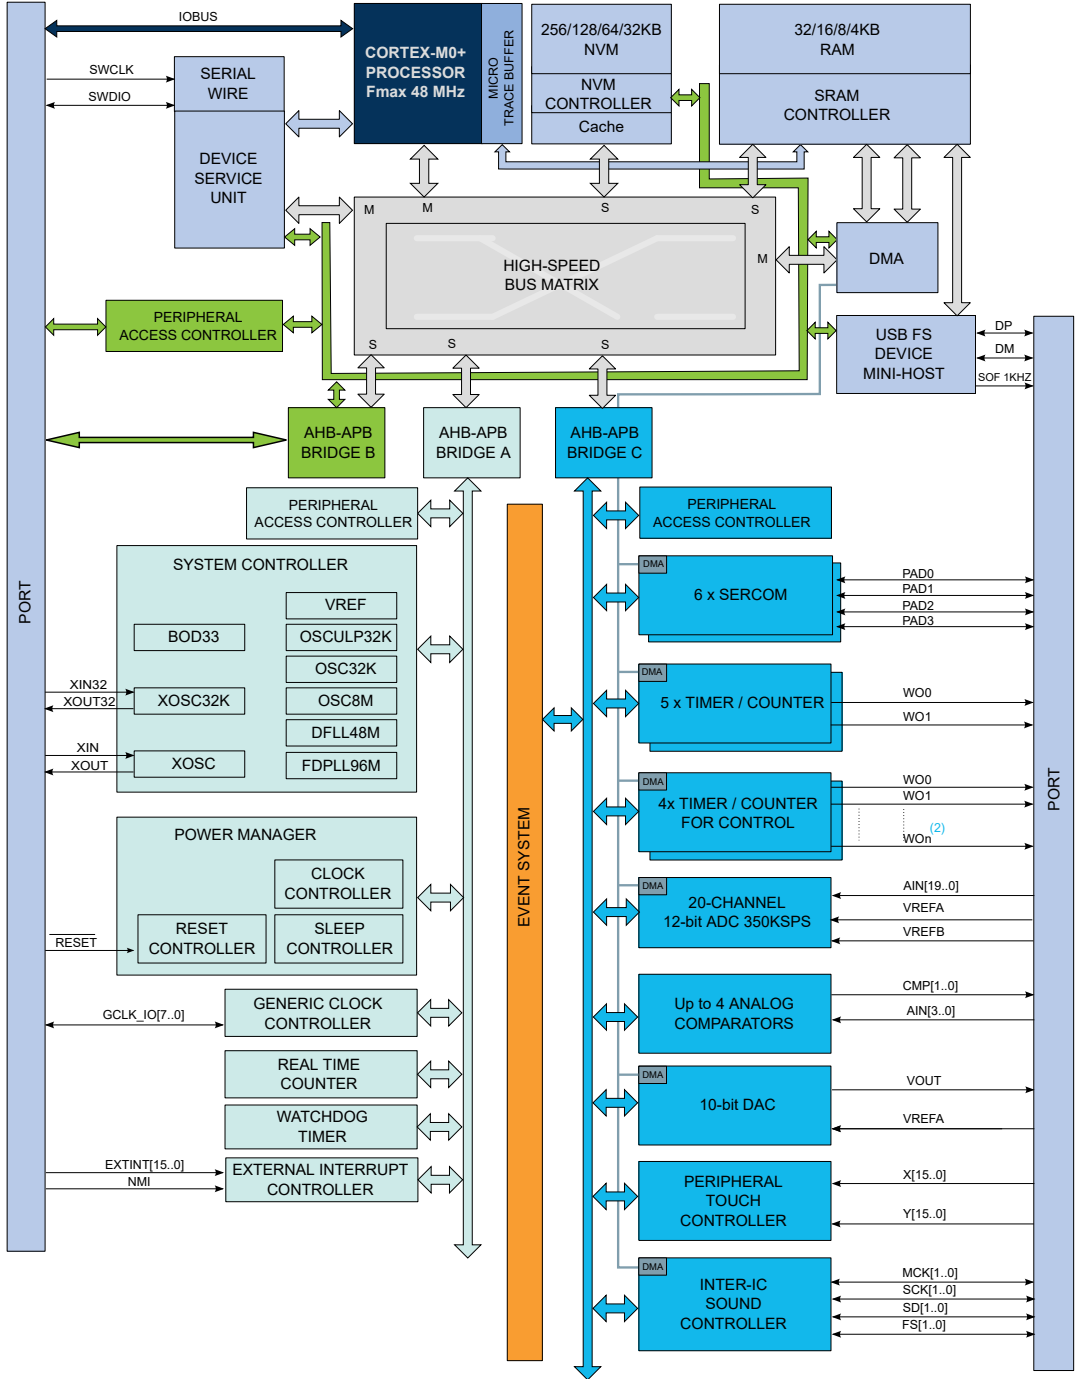 IOBUS
SWCLK
SWDIO
SERIAL
WIRE
DEVICE
SERVICE
UNIT
CORTEX-M0+
PROCESSOR
Fmax 48 MHz
MICRO
TRACE BUFFER
256/128/64/32KB
NVM
NVM
CONTROLLER
Cache
32/16/8/4KB
RAM
SRAM
CONTROLLER
M
M
S
S
M
HIGH-SPEED
BUS MATRIX
S
S
S
DMA
USB FS
DEVICE
MINI-HOST
DP
DM
SOF 1KHZ
PERIPHERAL
ACCESS CONTROLLER
AHB-APB
BRIDGE B
AHB-APB
BRIDGE A
AHB-APB
BRIDGE C
PORT
PERIPHERAL
ACCESS CONTROLLER
SYSTEM CONTROLLER
VREF
BOD33
OSCULP32K
OSC32K
XIN32
XOUT32
XOSC32K
OSC8M
DFLL48M
XIN
XOUT
XOSC
FDPLL96M
POWER MANAGER
CLOCK
CONTROLLER
RESET
RESET
CONTROLLER
SLEEP
CONTROLLER
GCLK_IO[7..0]
GENERIC CLOCK
CONTROLLER
REAL TIME
COUNTER
WATCHDOG
TIMER
EXTINT[15..0]
NMI
EXTERNAL INTERRUPT
CONTROLLER
EVENT SYSTEM
PERIPHERAL
ACCESS CONTROLLER
DMA
6 x SERCOM
PAD0
PAD1
PAD2
PAD3
DMA
5 x TIMER / COUNTER
WO0
WO1
DMA
4x TIMER / COUNTER
FOR CONTROL
WO0
WO1
(2)
WOn
DMA
20-CHANNEL
12-bit ADC 350KSPS
AIN[19..0]
VREFA
VREFB
Up to 4 ANALOG
COMPARATORS
CMP[1..0]
AIN[3..0]
DMA
10-bit DAC
VOUT
VREFA
PERIPHERAL
TOUCH
CONTROLLER
X[15..0]
Y[15..0]
DMA
INTER-IC
SOUND
CONTROLLER
MCK[1..0]
SCK[1..0]
SD[1..0]
FS[1..0]
PORT